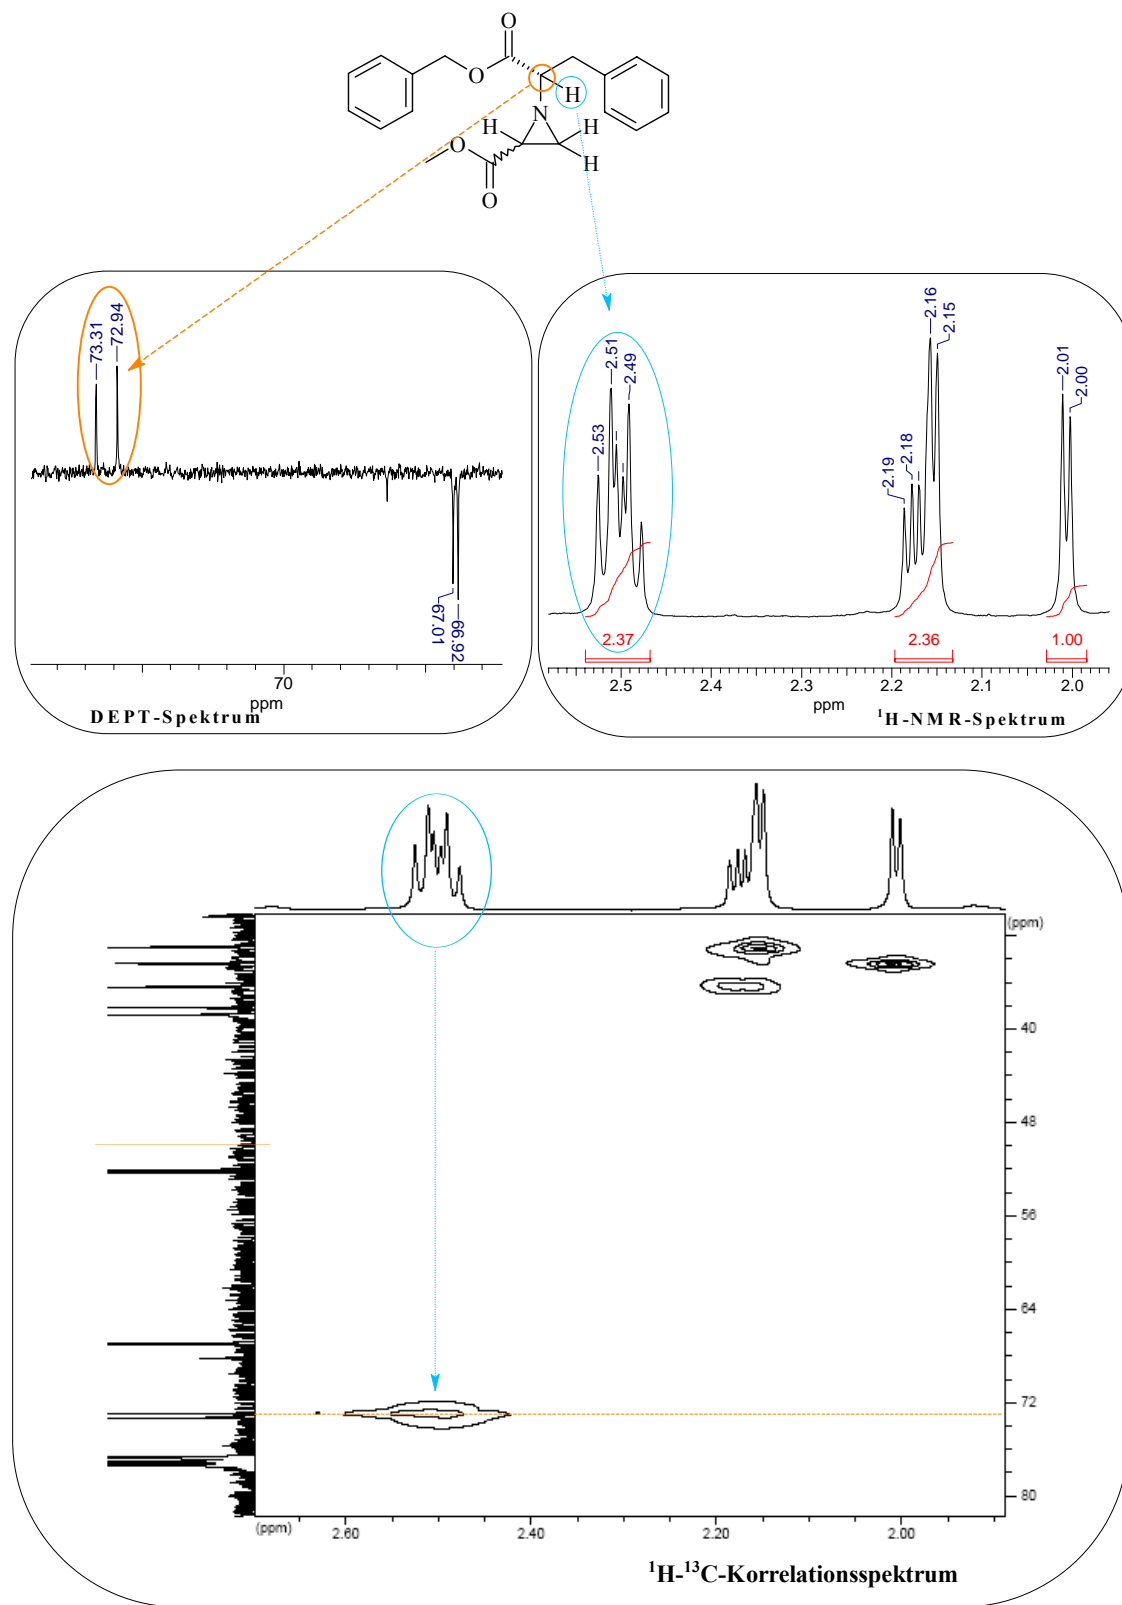 O
O
H
N
H
H
H
O
O
73.31
72.94
67.01
66.92
70
ppm
DEPT-Spektrum
2.53
2.51
2.49
2.19
2.18
2.16
2.15
2.01
2.00
2.37
2.36
1.00
2.5
2.4
2.3
2.2
2.1
2.0
ppm
1H-NMR-Spektrum
(ppm)
40
48
56
64
72
80
(ppm)
2.60
2.40
2.20
2.00
1H-13C-Korrelationsspektrum